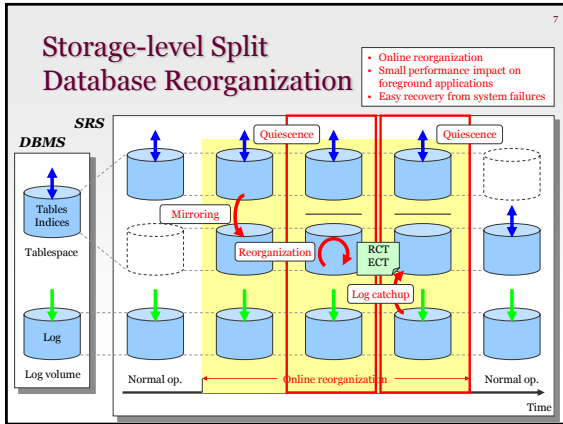 7
Storage-level Split
Database Reorganization
• Online reorganization
• Small performance impact on
foreground applications
• Easy recovery from system failures
SRS
DBMS
Quiescence
Quiescence
Tables
Indices
Tablespace
Mirroring
Reorganization
RCT
ECT
Log catchup
Log
Log volume
Normal op.
Online reorganization
Normal op.
Time